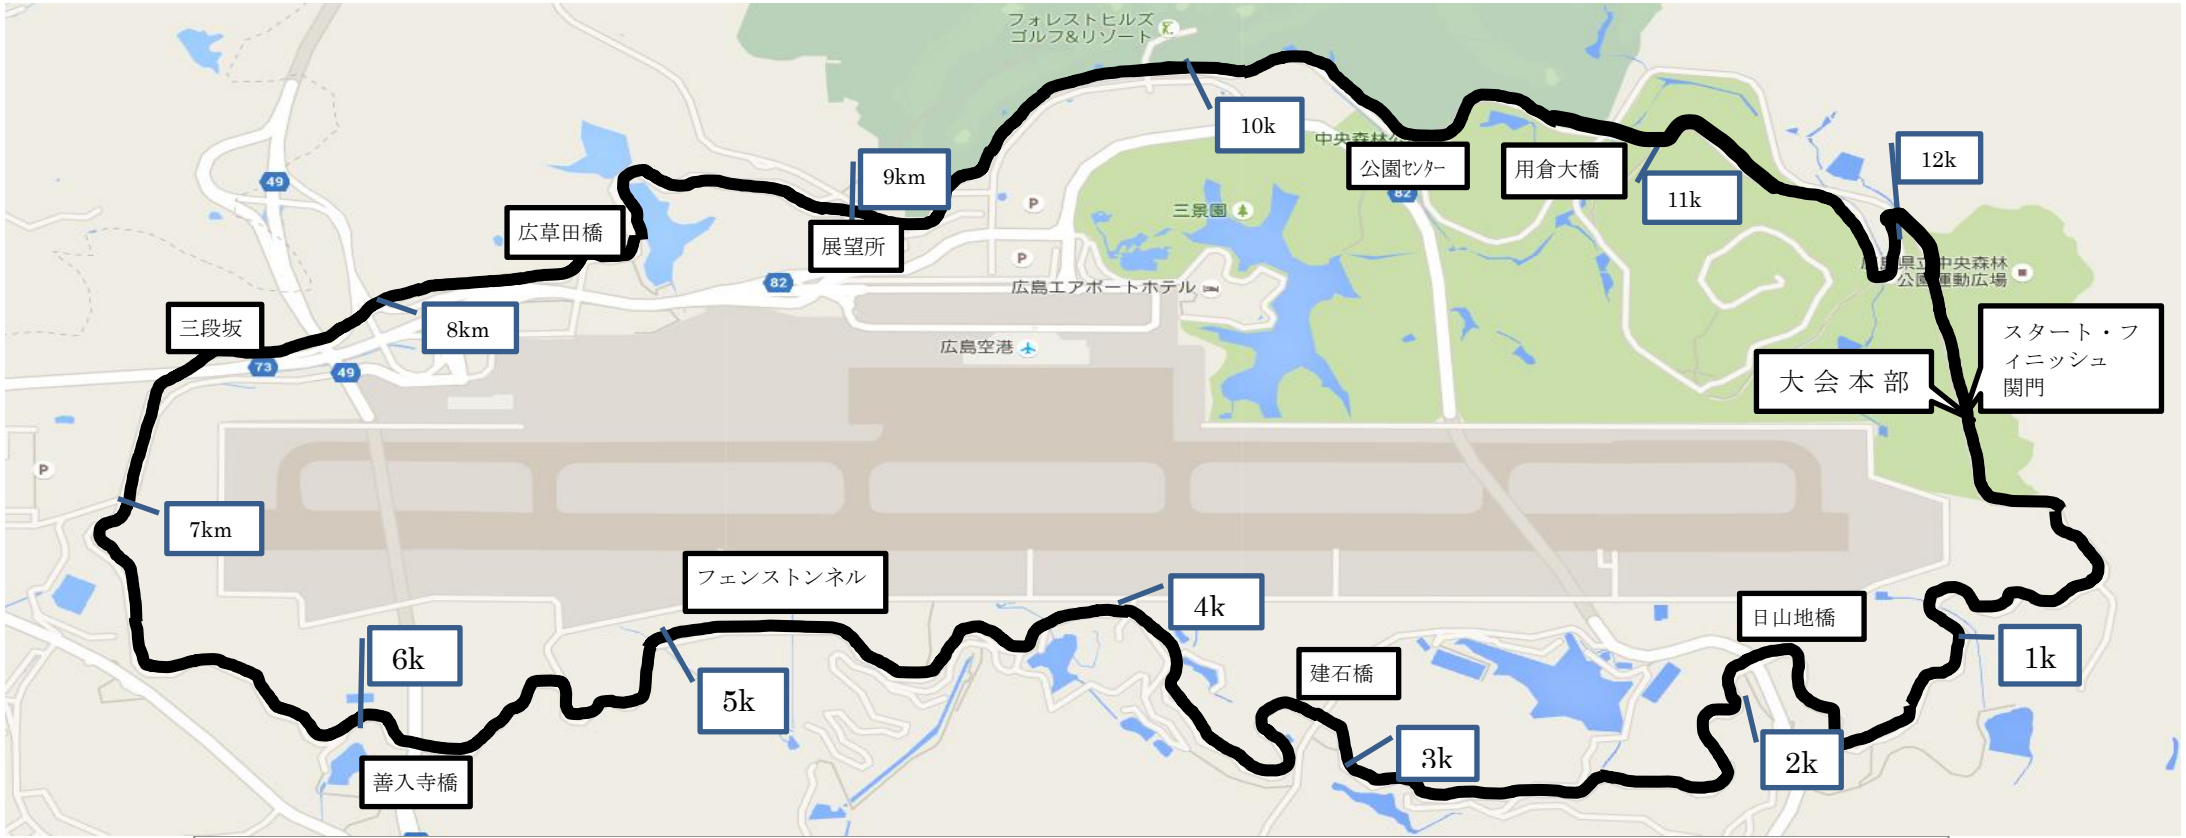 フォレストヒルズ
ゴルフ&リゾート
10k
中央森林公
公園センター
用倉大橋
11k
12k
82
49
9km
P
三景園
広草田橋
展望所
P
82
広島エアポートホテル
広島県立中央森林
公園運動広場
三段坂
8km
広島空港
73
49
スタート・フ
ィニッシュ
関門
大会本部
P
7km
フェンストンネル
4k
日山地橋
1k
6k
5k
建石橋
3k
2k
善入寺橋